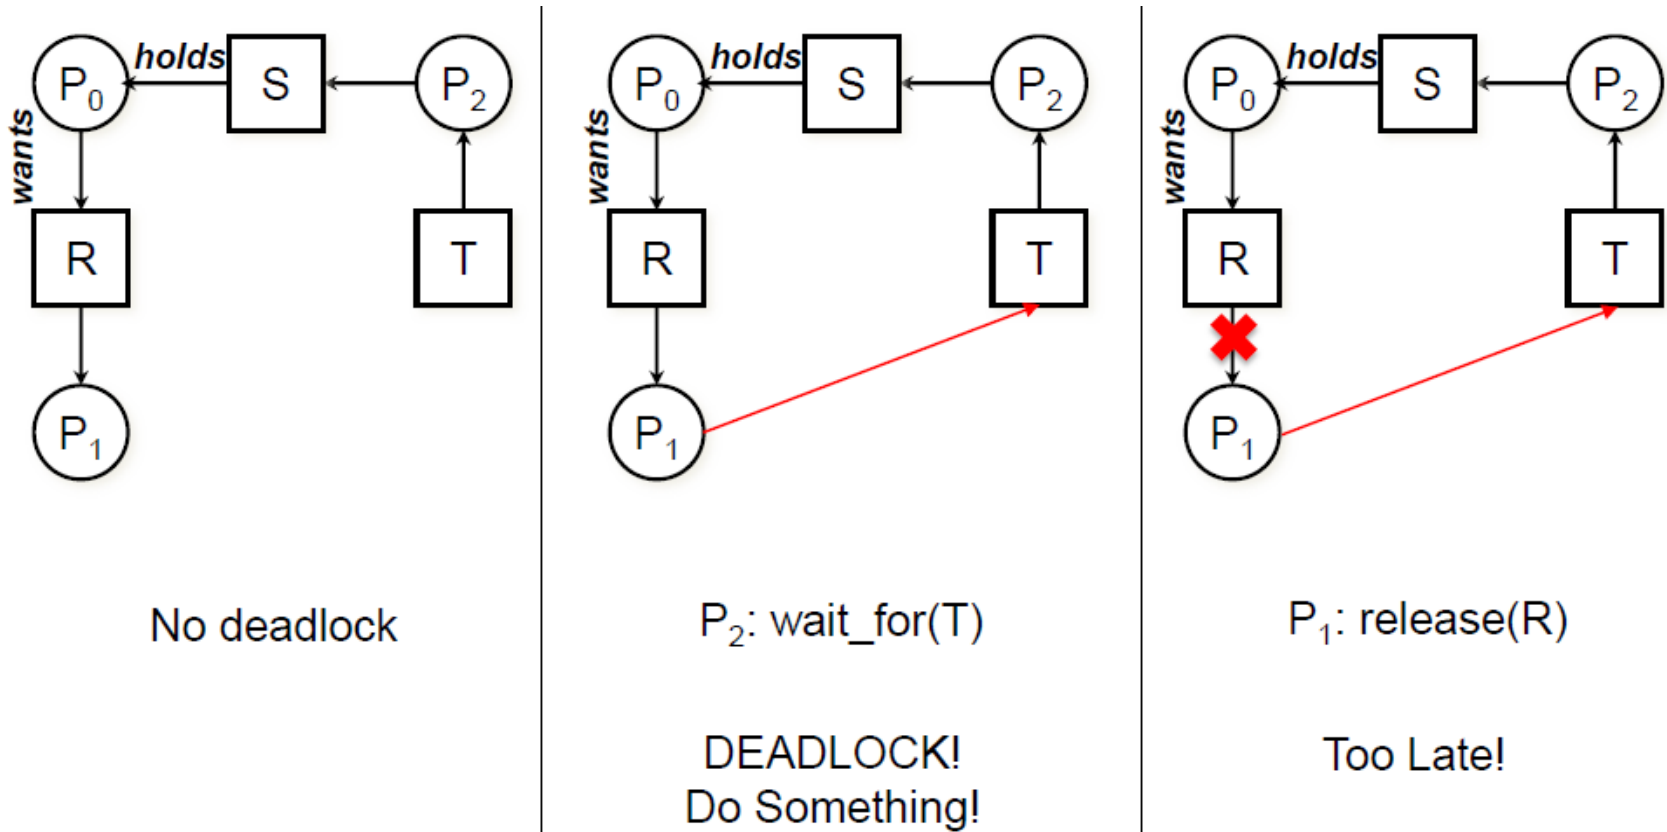 P0 holds S P2
wants
R T
P1
No deadlock
P0 holds S P2
wants
R T
P1
P2: wait_for(T)
DEADLOCK!
Do Something!
P0 holds S P2
wants
R T
P1
P1: release(R)
Too Late!